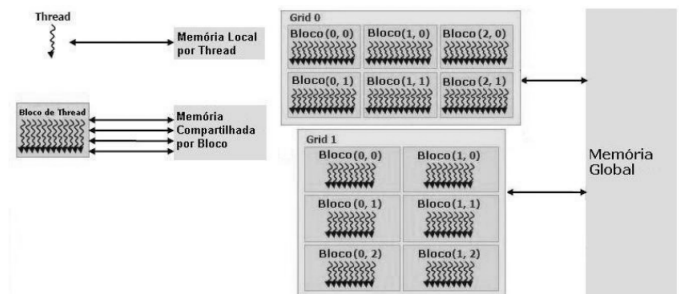 Thread
Memória Local
por Thread
Bloco de Thread
Memória
Compartilhada
por Bloco
Grid 0
Bloco(0, 0) Bloco(1, 0) Bloco(2, 0)
Bloco(0, 1) Bloco(1, 1) Bloco(2, 1)
Grid 1
Bloco(0, 0) Bloco(1, 0)
Bloco(0, 1) Bloco(1, 1)
Bloco(0, 2) Bloco(1, 2)
Memória
Global